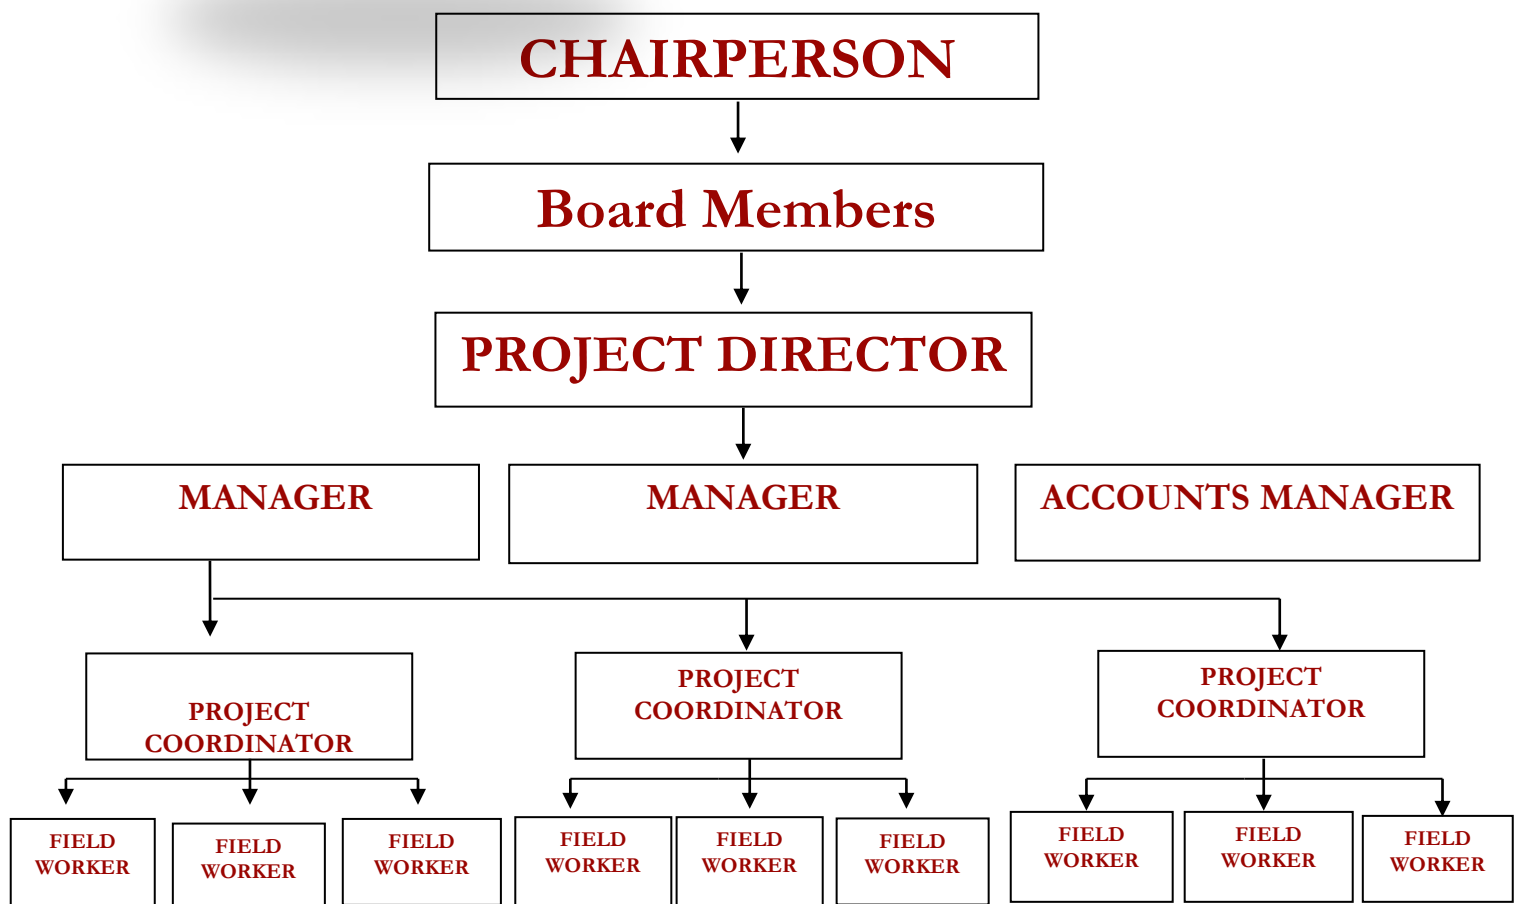 CHAIRPERSON
Board Members
PROJECT DIRECTOR
MANAGER
MANAGER
ACCOUNTS MANAGER
PROJECT
COORDINATOR
PROJECT
COORDINATOR
PROJECT
COORDINATOR
FIELD
WORKER
FIELD
WORKER
FIELD
WORKER
FIELD
WORKER
FIELD
WORKER
FIELD
WORKER
FIELD
WORKER
FIELD
WORKER
FIELD
WORKER